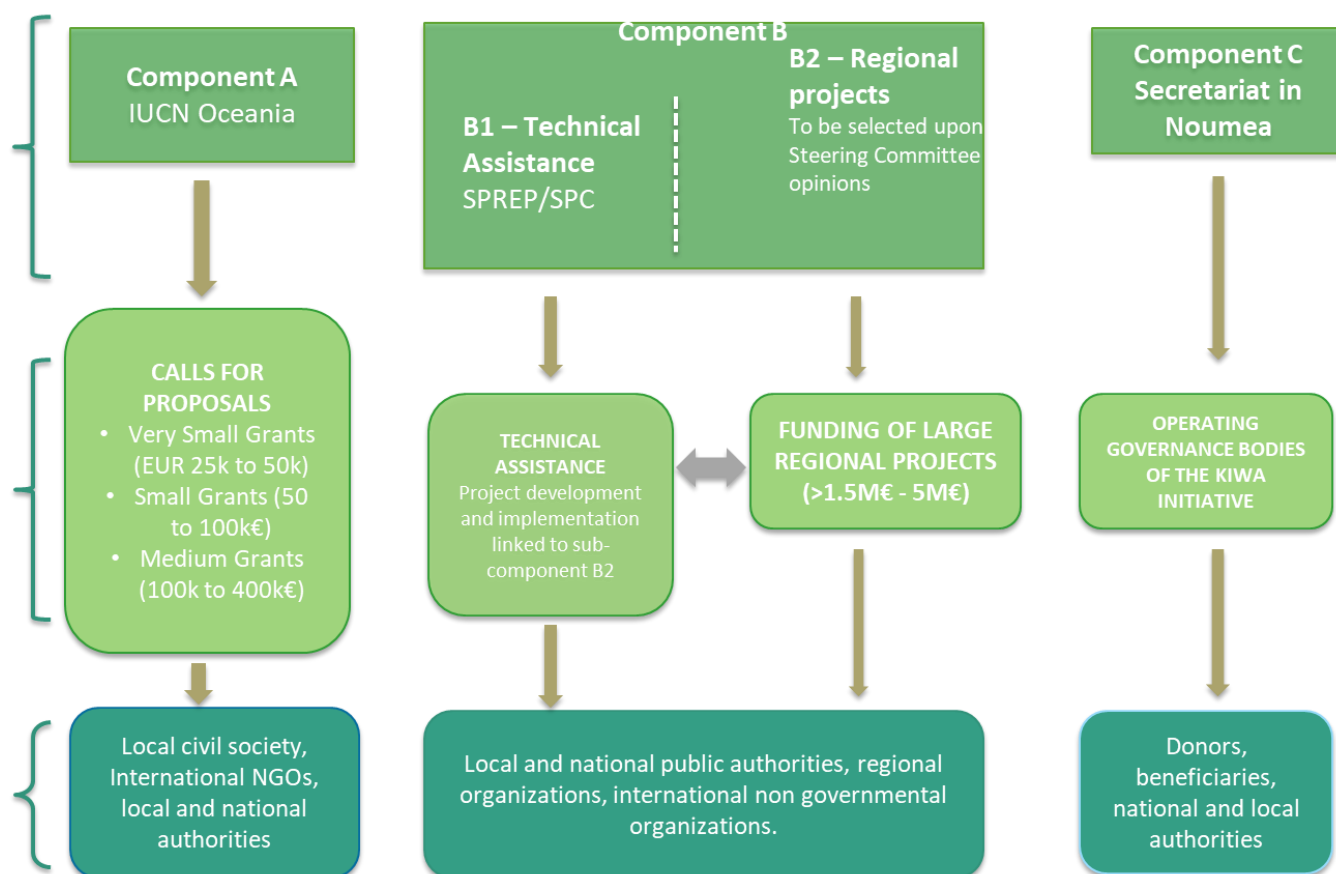 Component A
IUCN Oceania
Component B
B1 – Technical
Assistance
SPREP/SPC
B2 – Regional
projects
To be selected upon
Steering Committee
opinions
Component C
Secretariat in
Noumea
CALLS FOR
PROPOSALS
• Very Small Grants
(EUR 25k to 50k)
• Small Grants (50
to 100k€)
• Medium Grants
(100k to 400k€)
TECHNICAL
ASSISTANCE
Project development
and implementation
linked to sub-
component B2
FUNDING OF LARGE
REGIONAL PROJECTS
(>1.5M€ - 5M€)
OPERATING
GOVERNANCE BODIES
OF THE KIWA
INITIATIVE
Local civil society,
International NGOs,
local and national
authorities
Local and national public authorities, regional
organizations, international non governmental
organizations.
Donors,
beneficiaries,
national and local
authorities